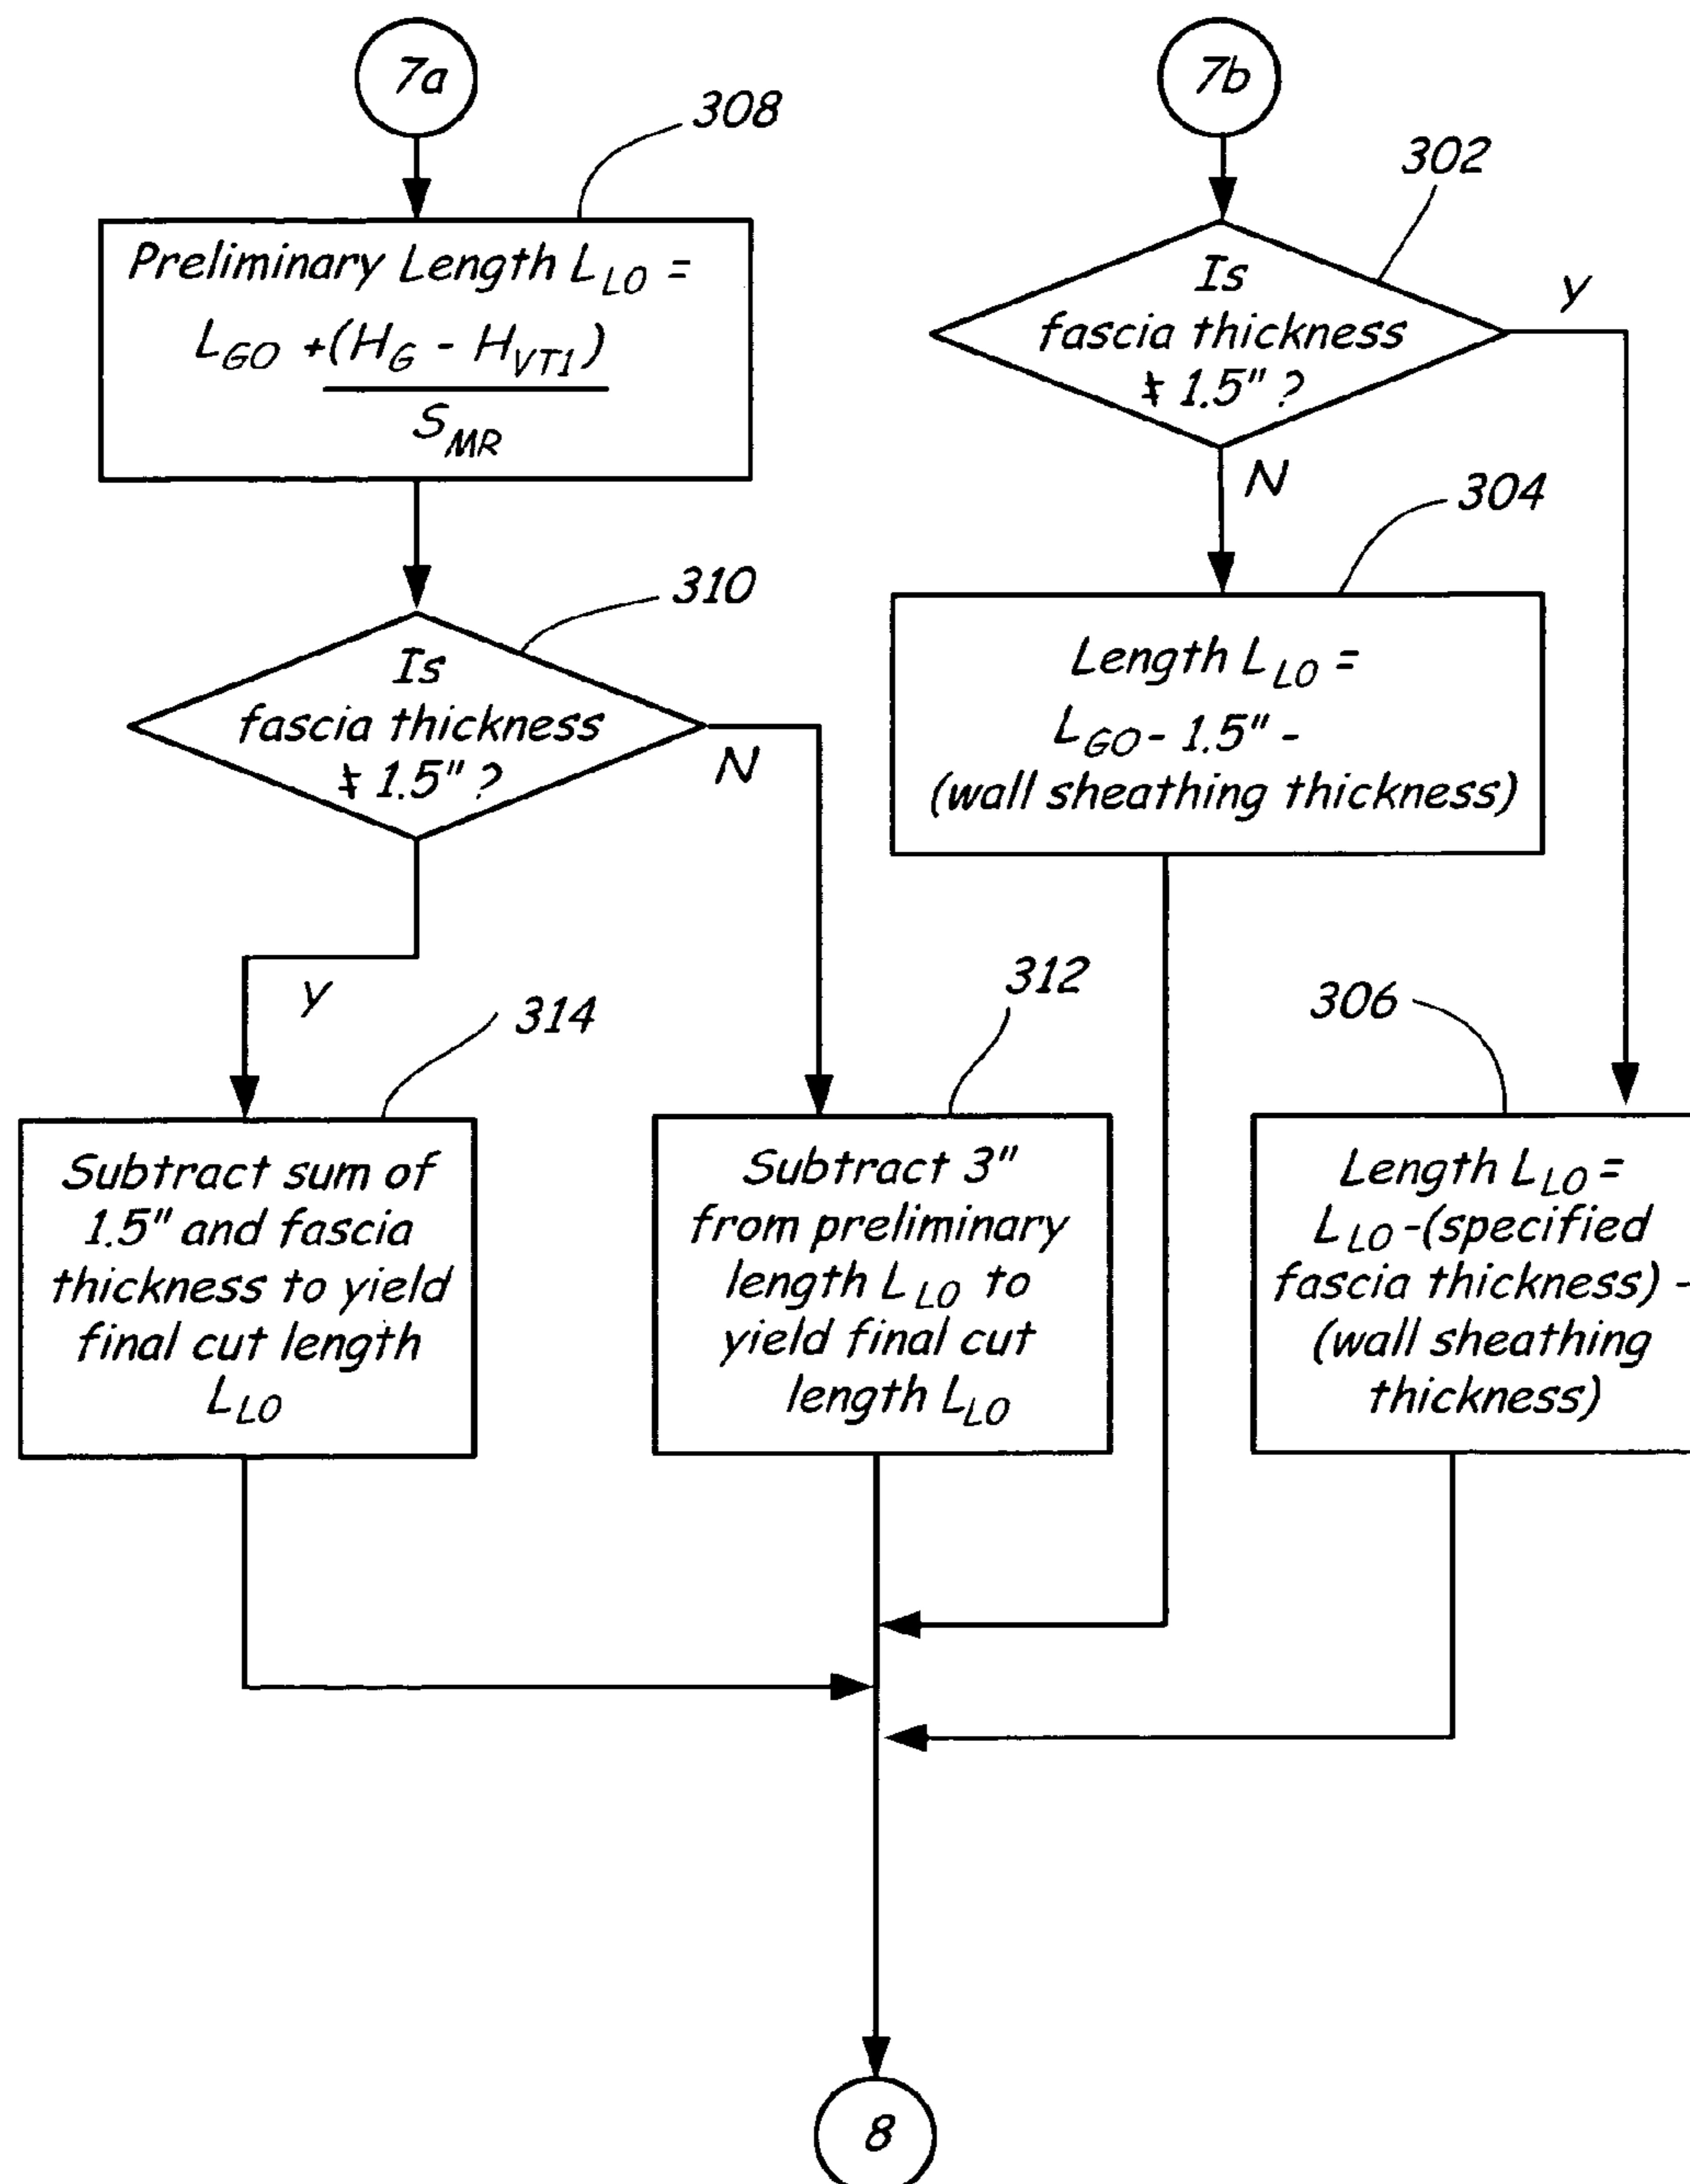 7a
308
Preliminary Length L_LO =
L_GO +(H_G - H_VT1)
S_MR
310
Is
fascia thickness
≠ 1.5" ?
N
Y
314
Subtract sum of
1.5" and fascia
thickness to yield
final cut length
L_LO
312
Subtract 3"
from preliminary
length L_LO to
yield final cut
length L_LO
7b
302
Is
fascia thickness
≠ 1.5" ?
Y
N
304
Length L_LO =
L_GO - 1.5" -
(wall sheathing thickness)
306
Length L_LO =
L_LO -(specified
fascia thickness) -
(wall sheathing
thickness)
8